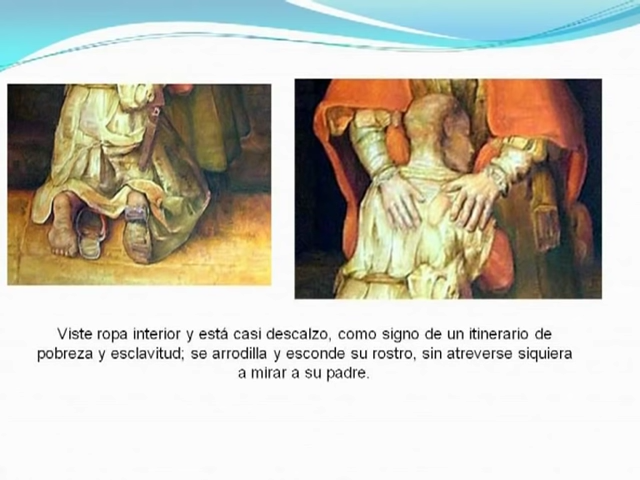 Viste ropa interior y está casi descalzo, como signo de un itinerario de
pobreza y esclavitud; se arrodilla y esconde su rostro, sin atreverse siquiera
a mirar a su padre.